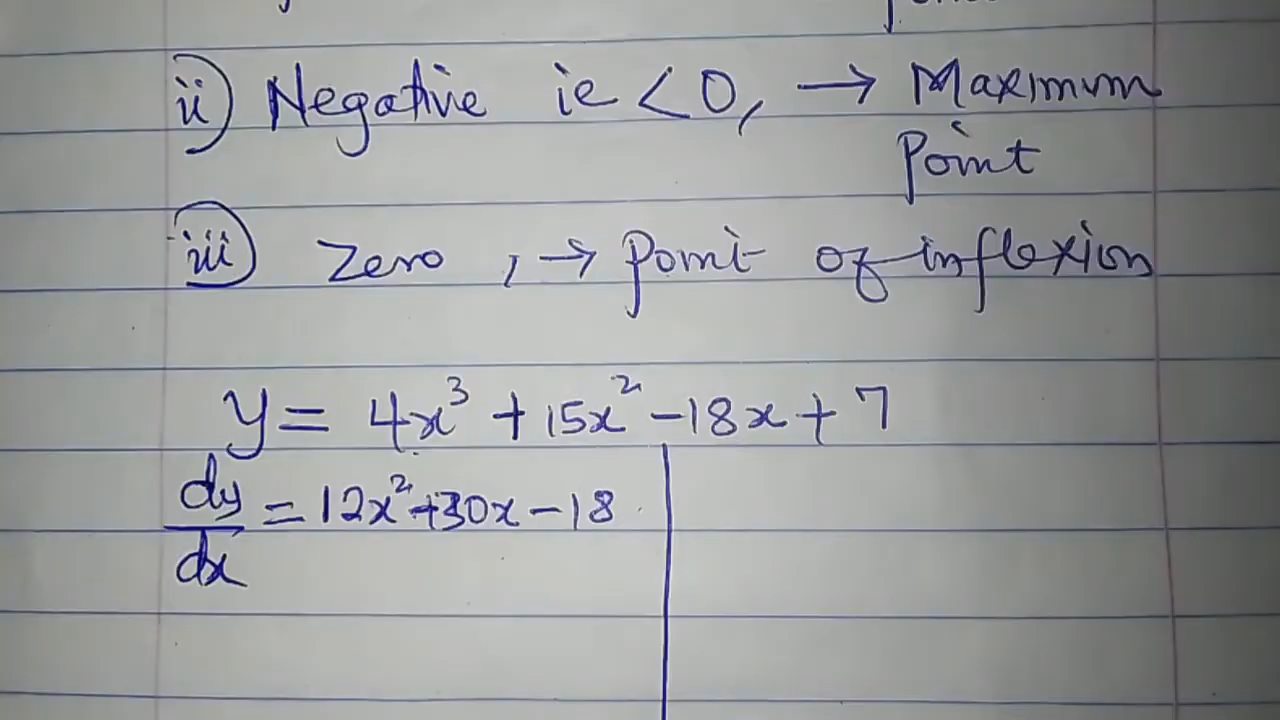 ii) Negative ie < 0, → Maximum
Point
iii) Zero , → Point of inflexion
y = 4x³ + 15x² - 18x + 7
dy/dx = 12x² + 30x - 18